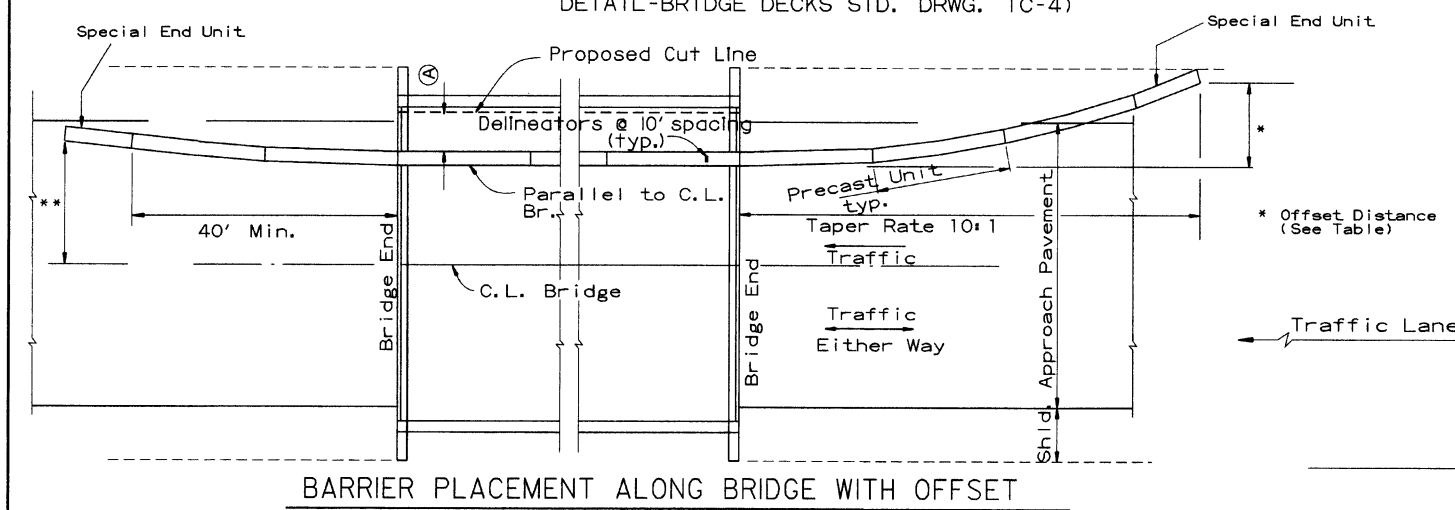 DETAIL-BRIDGE DECKS STD. DRWG. TC-4)
Special End Unit
Special End Unit
Proposed Cut Line
A
Delineators @ 10' spacing
(typ.)
*
**
Parallel to C.L.
Br.
Precast Unit
typ.
40' Min.
Taper Rate 10:1
* Offset Distance
(See Table)
Traffic
Bridge End
C.L. Bridge
Bridge End
Traffic
Either Way
Traffic Lane
Approach Pavement
Shld.
BARRIER PLACEMENT ALONG BRIDGE WITH OFFSET